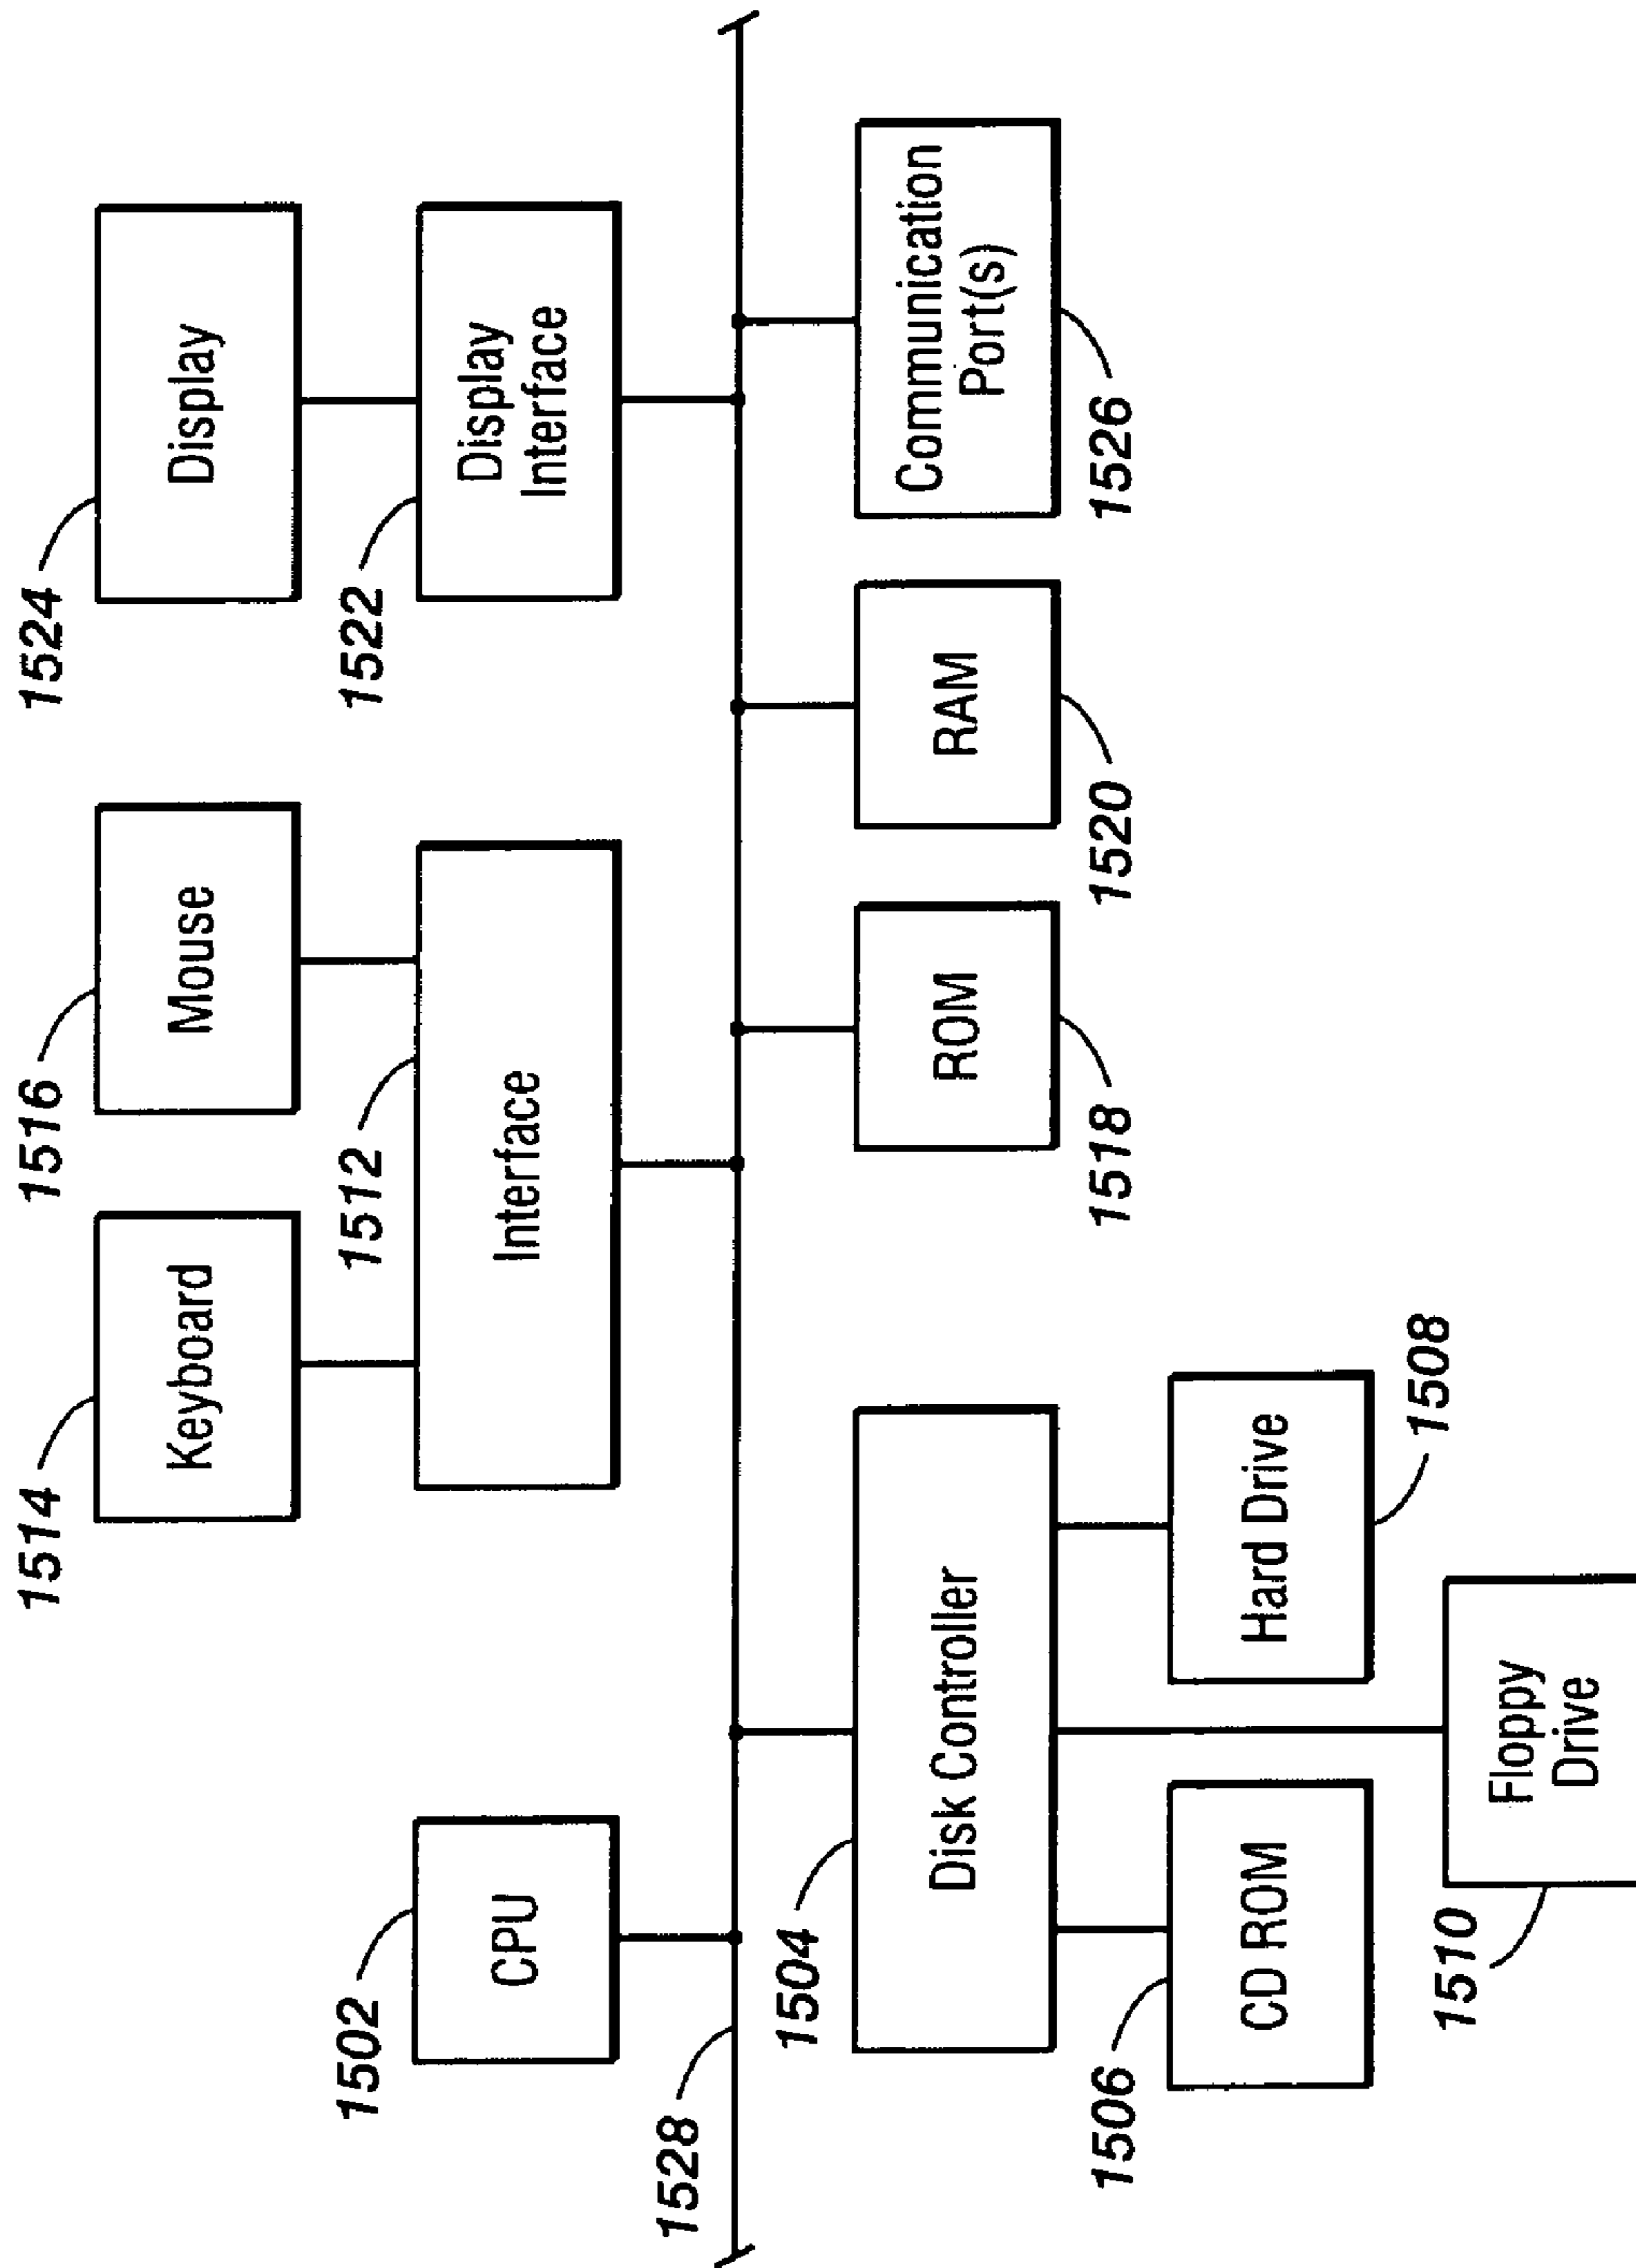 1514
Keyboard
1516
Mouse
1524
Display
1502
CPU
1512
Interface
1522
Display
Interface
1528
1504
Disk Controller
ROM
1518
RAM
1520
Communication
Port(s)
1526
1506
CD ROM
Hard Drive
1508
1510
Floppy
Drive